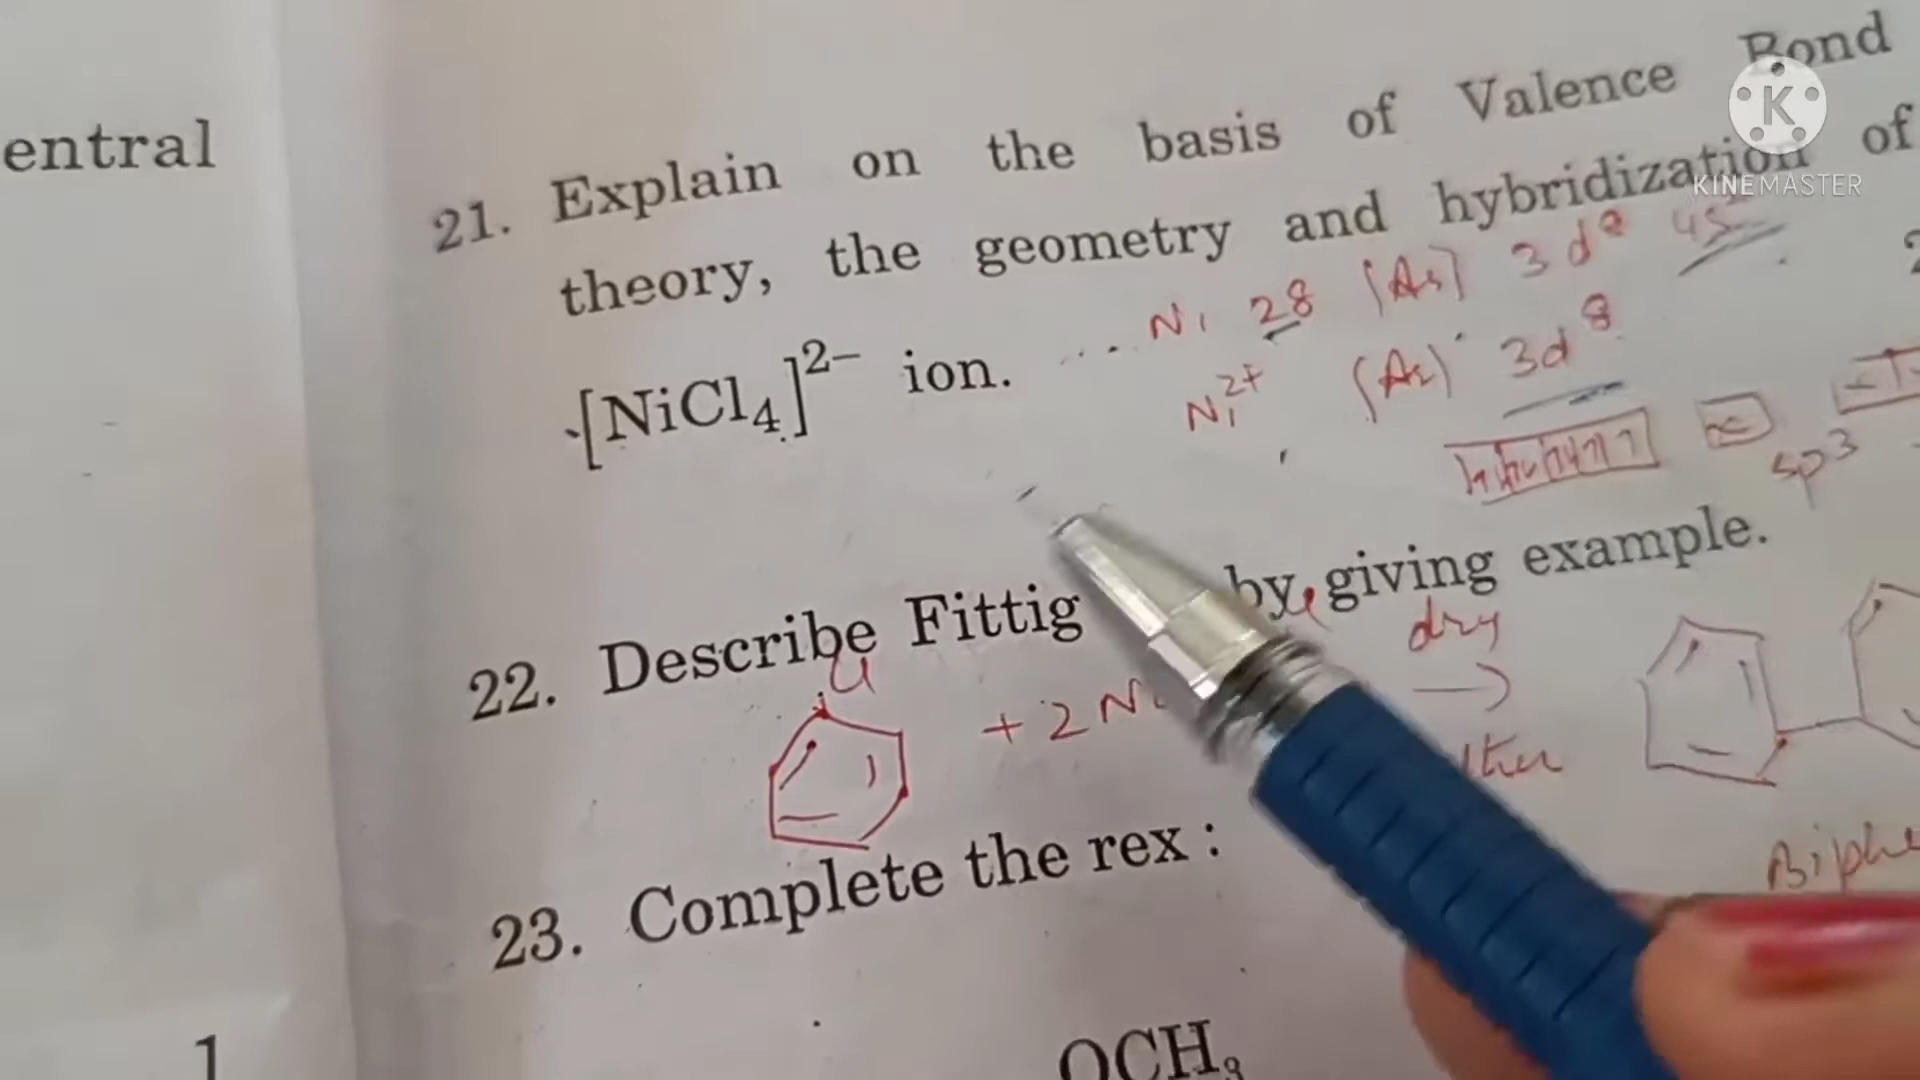 entral
21. Explain on the basis of Valence Bond
theory, the geometry and hybridization of
[NiCl₄]²⁻ ion.
Ni 28 [Ar] 3d⁸ 4s²
Ni²⁺ (Ar) 3d⁸
sp³
22. Describe Fittig by giving example.
Cl
+ 2 N
dry
→
23. Complete the rex :
OCH₃
1
K
KINEMASTER